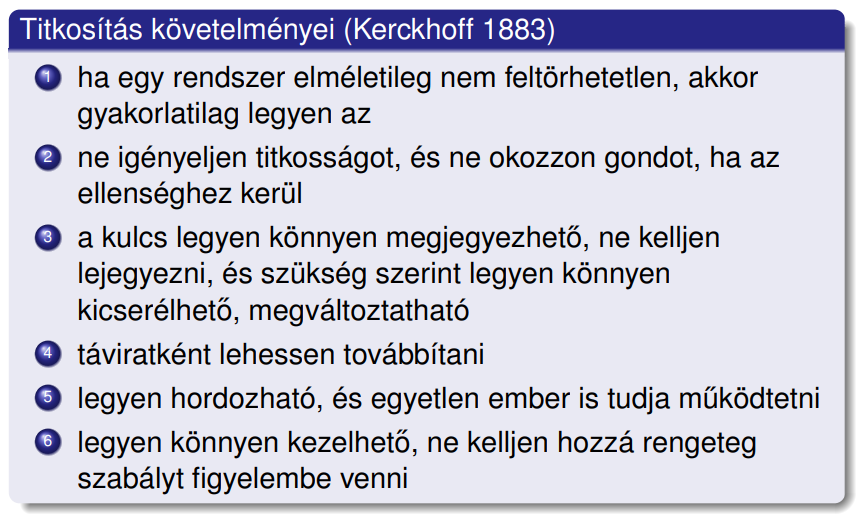 Titkosítás követelményei (Kerckhoff 1883)
1 ha egy rendszer elméletileg nem feltörhetetlen, akkor
gyakorlatilag legyen az
2 ne igényeljen titkosságot, és ne okozzon gondot, ha az
ellenséghez kerül
3 a kulcs legyen könnyen megjegyezhető, ne kelljen
lejegyezni, és szükség szerint legyen könnyen
kicserélhető, megváltoztatható
4 táviratként lehessen továbbítani
5 legyen hordozható, és egyetlen ember is tudja működtetni
6 legyen könnyen kezelhető, ne kelljen hozzá rengeteg
szabályt figyelembe venni